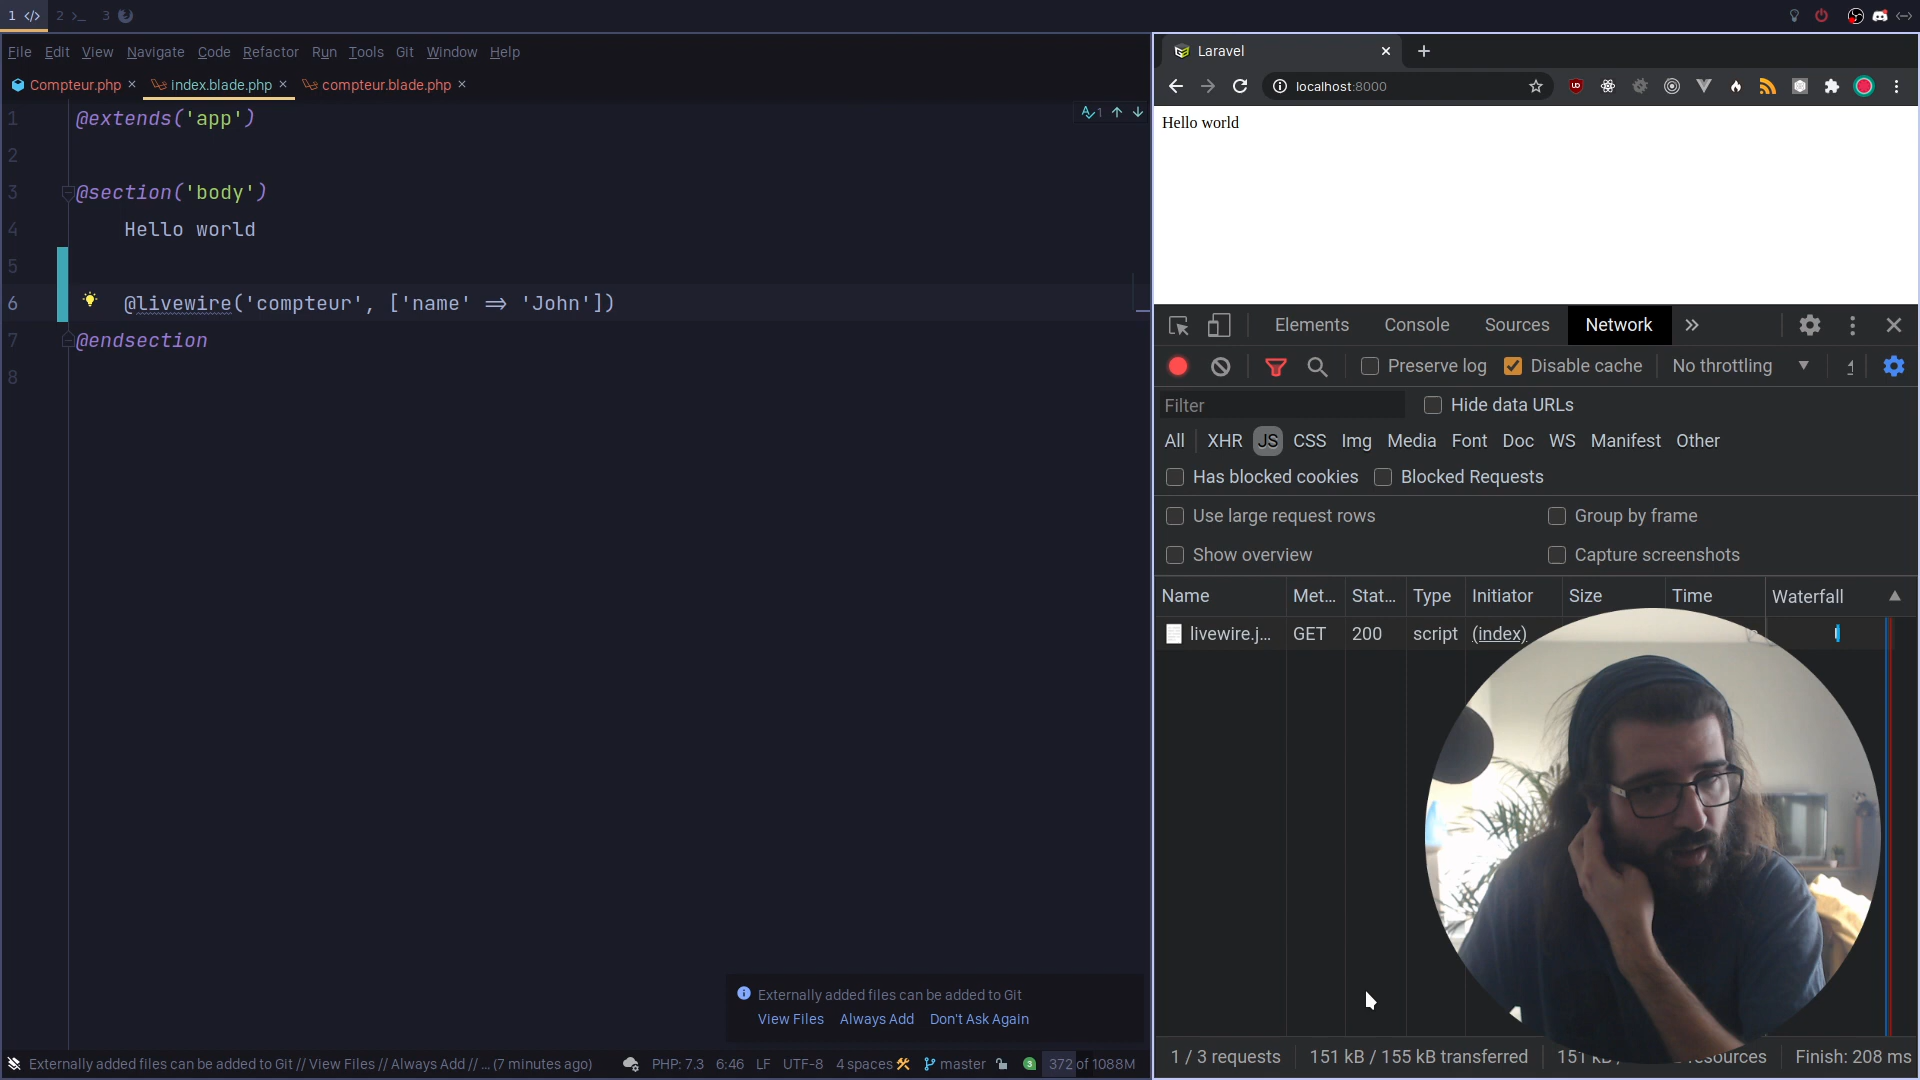 1 </> 2 >_ 3
File Edit View Navigate Code Refactor Run Tools Git Window Help
Compteur.php × index.blade.php × compteur.blade.php ×
1 @extends('app')
2
3 @section('body')
4 Hello world
5
6 @livewire('compteur', ['name' => 'John'])
7 @endsection
8
1
Externally added files can be added to Git
View Files Always Add Don't Ask Again
Externally added files can be added to Git // View Files // Always Add // ... (7 minutes ago) PHP: 7.3 6:46 LF UTF-8 4 spaces master 3 372 of 1088M
Laravel
localhost:8000
Hello world
Elements Console Sources Network »
Preserve log Disable cache No throttling
Filter Hide data URLs
All XHR JS CSS Img Media Font Doc WS Manifest Other
Has blocked cookies Blocked Requests
Use large request rows Group by frame
Show overview Capture screenshots
Name Met... Stat... Type Initiator Size Time Waterfall
livewire.j... GET 200 script (index)
1 / 3 requests 151 kB / 155 kB transferred Finish: 208 ms